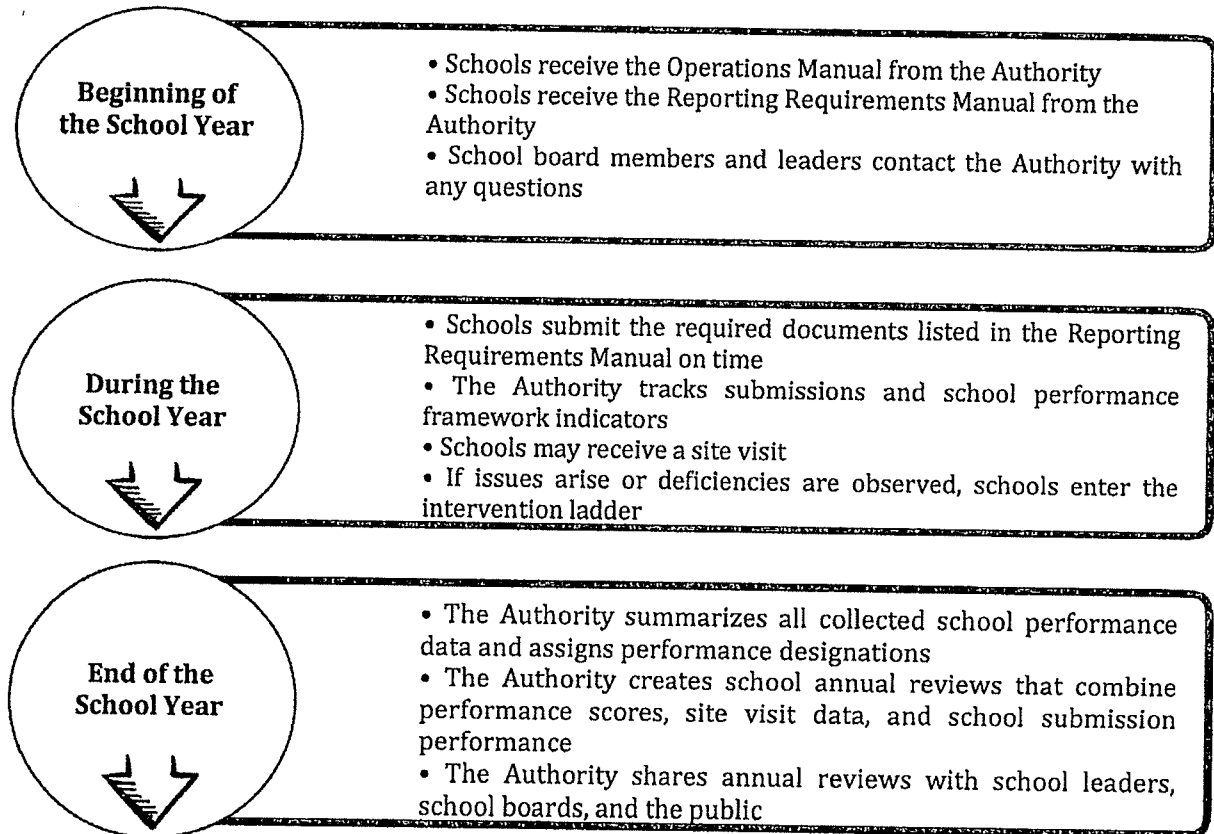 Beginning of
the School Year
• Schools receive the Operations Manual from the Authority
• Schools receive the Reporting Requirements Manual from the
Authority
• School board members and leaders contact the Authority with
any questions
During the
School Year
• Schools submit the required documents listed in the Reporting
Requirements Manual on time
• The Authority tracks submissions and school performance
framework indicators
• Schools may receive a site visit
• If issues arise or deficiencies are observed, schools enter the
intervention ladder
End of the
School Year
• The Authority summarizes all collected school performance
data and assigns performance designations
• The Authority creates school annual reviews that combine
performance scores, site visit data, and school submission
performance
• The Authority shares annual reviews with school leaders,
school boards, and the public